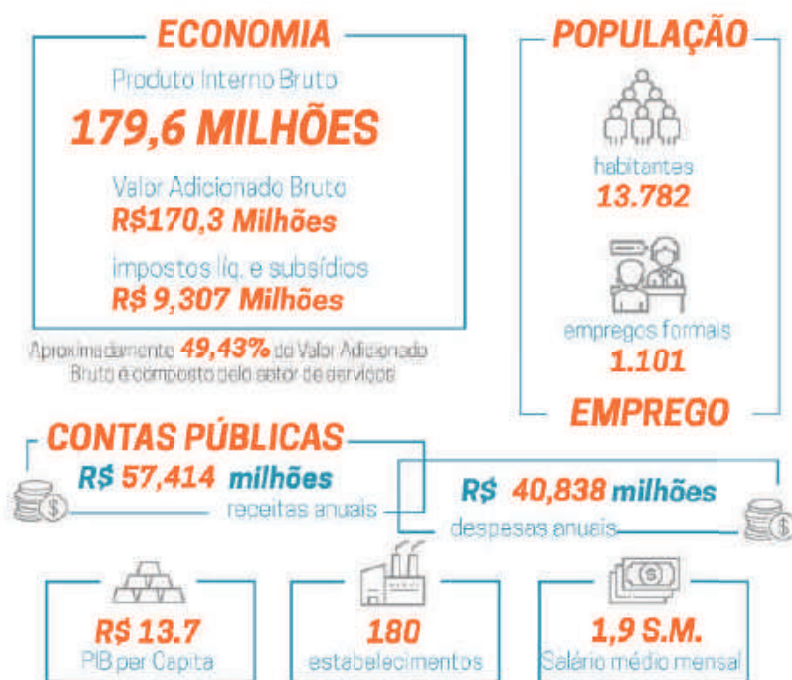 ECONOMIA
Produto Interno Bruto
179,6 MILHÕES
Valor Adicionado Bruto
R$170,3 Milhões
impostos líq. e subsídios
R$ 9,307 Milhões
Aproximadamente 49,43% do Valor Adicionado
Bruto é composto pelo setor de serviços
POPULAÇÃO
habitantes
13.782
empregos formais
1.101
EMPREGO
CONTAS PÚBLICAS
R$ 57,414 milhões
receitas anuais
R$ 40,838 milhões
despesas anuais
R$ 13.7
PIB per Capita
180
estabelecimentos
1,9 S.M.
Salário médio mensal